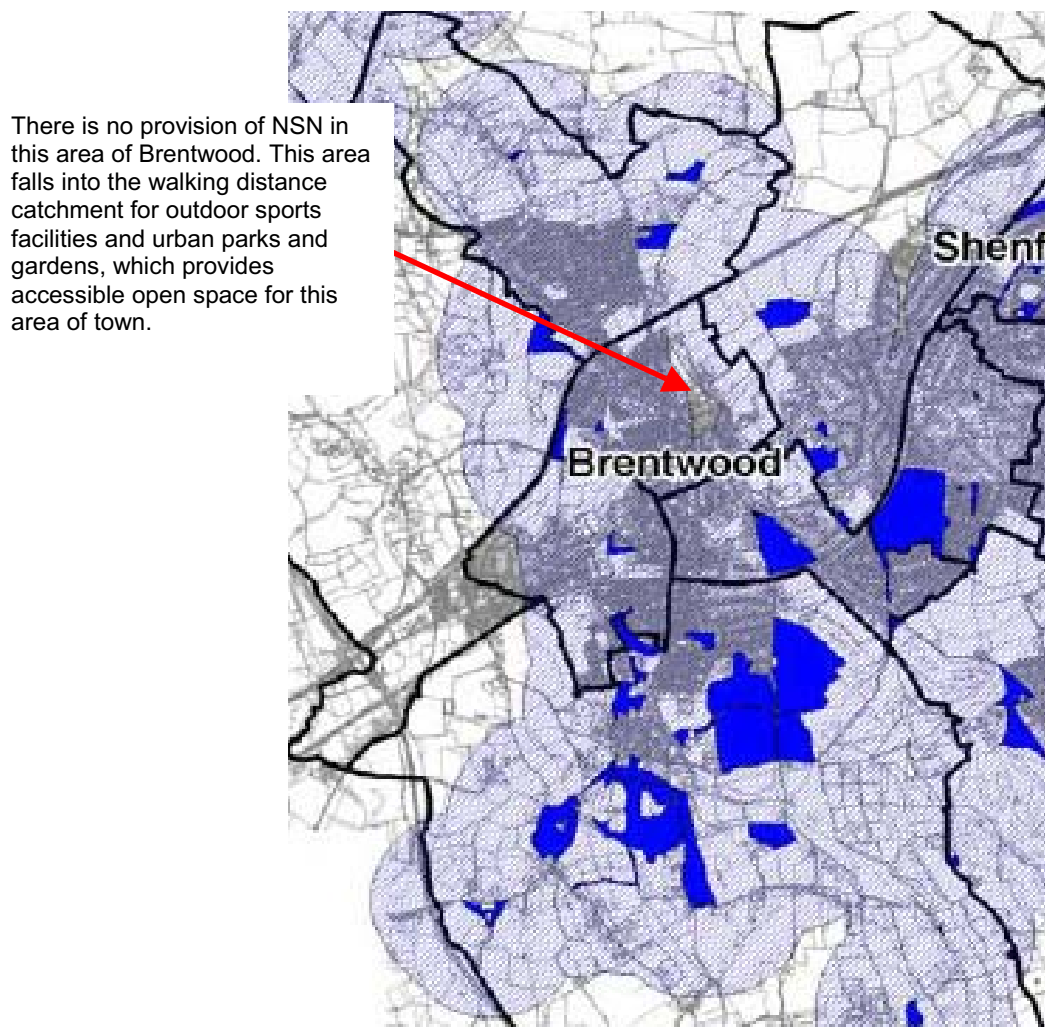 There is no provision of NSN in
this area of Brentwood. This area
falls into the walking distance
catchment for outdoor sports
facilities and urban parks and
gardens, which provides
accessible open space for this
area of town.
Shenf
Brentwood